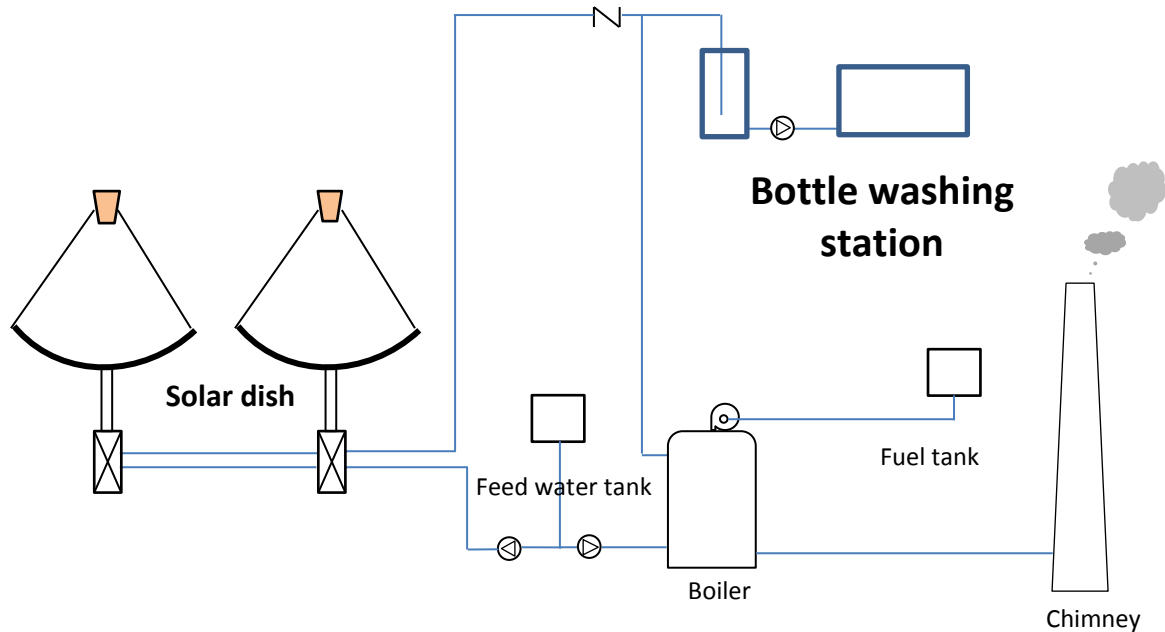 Bottle washing
station
Solar dish
Feed water tank
Fuel tank
Boiler
Chimney